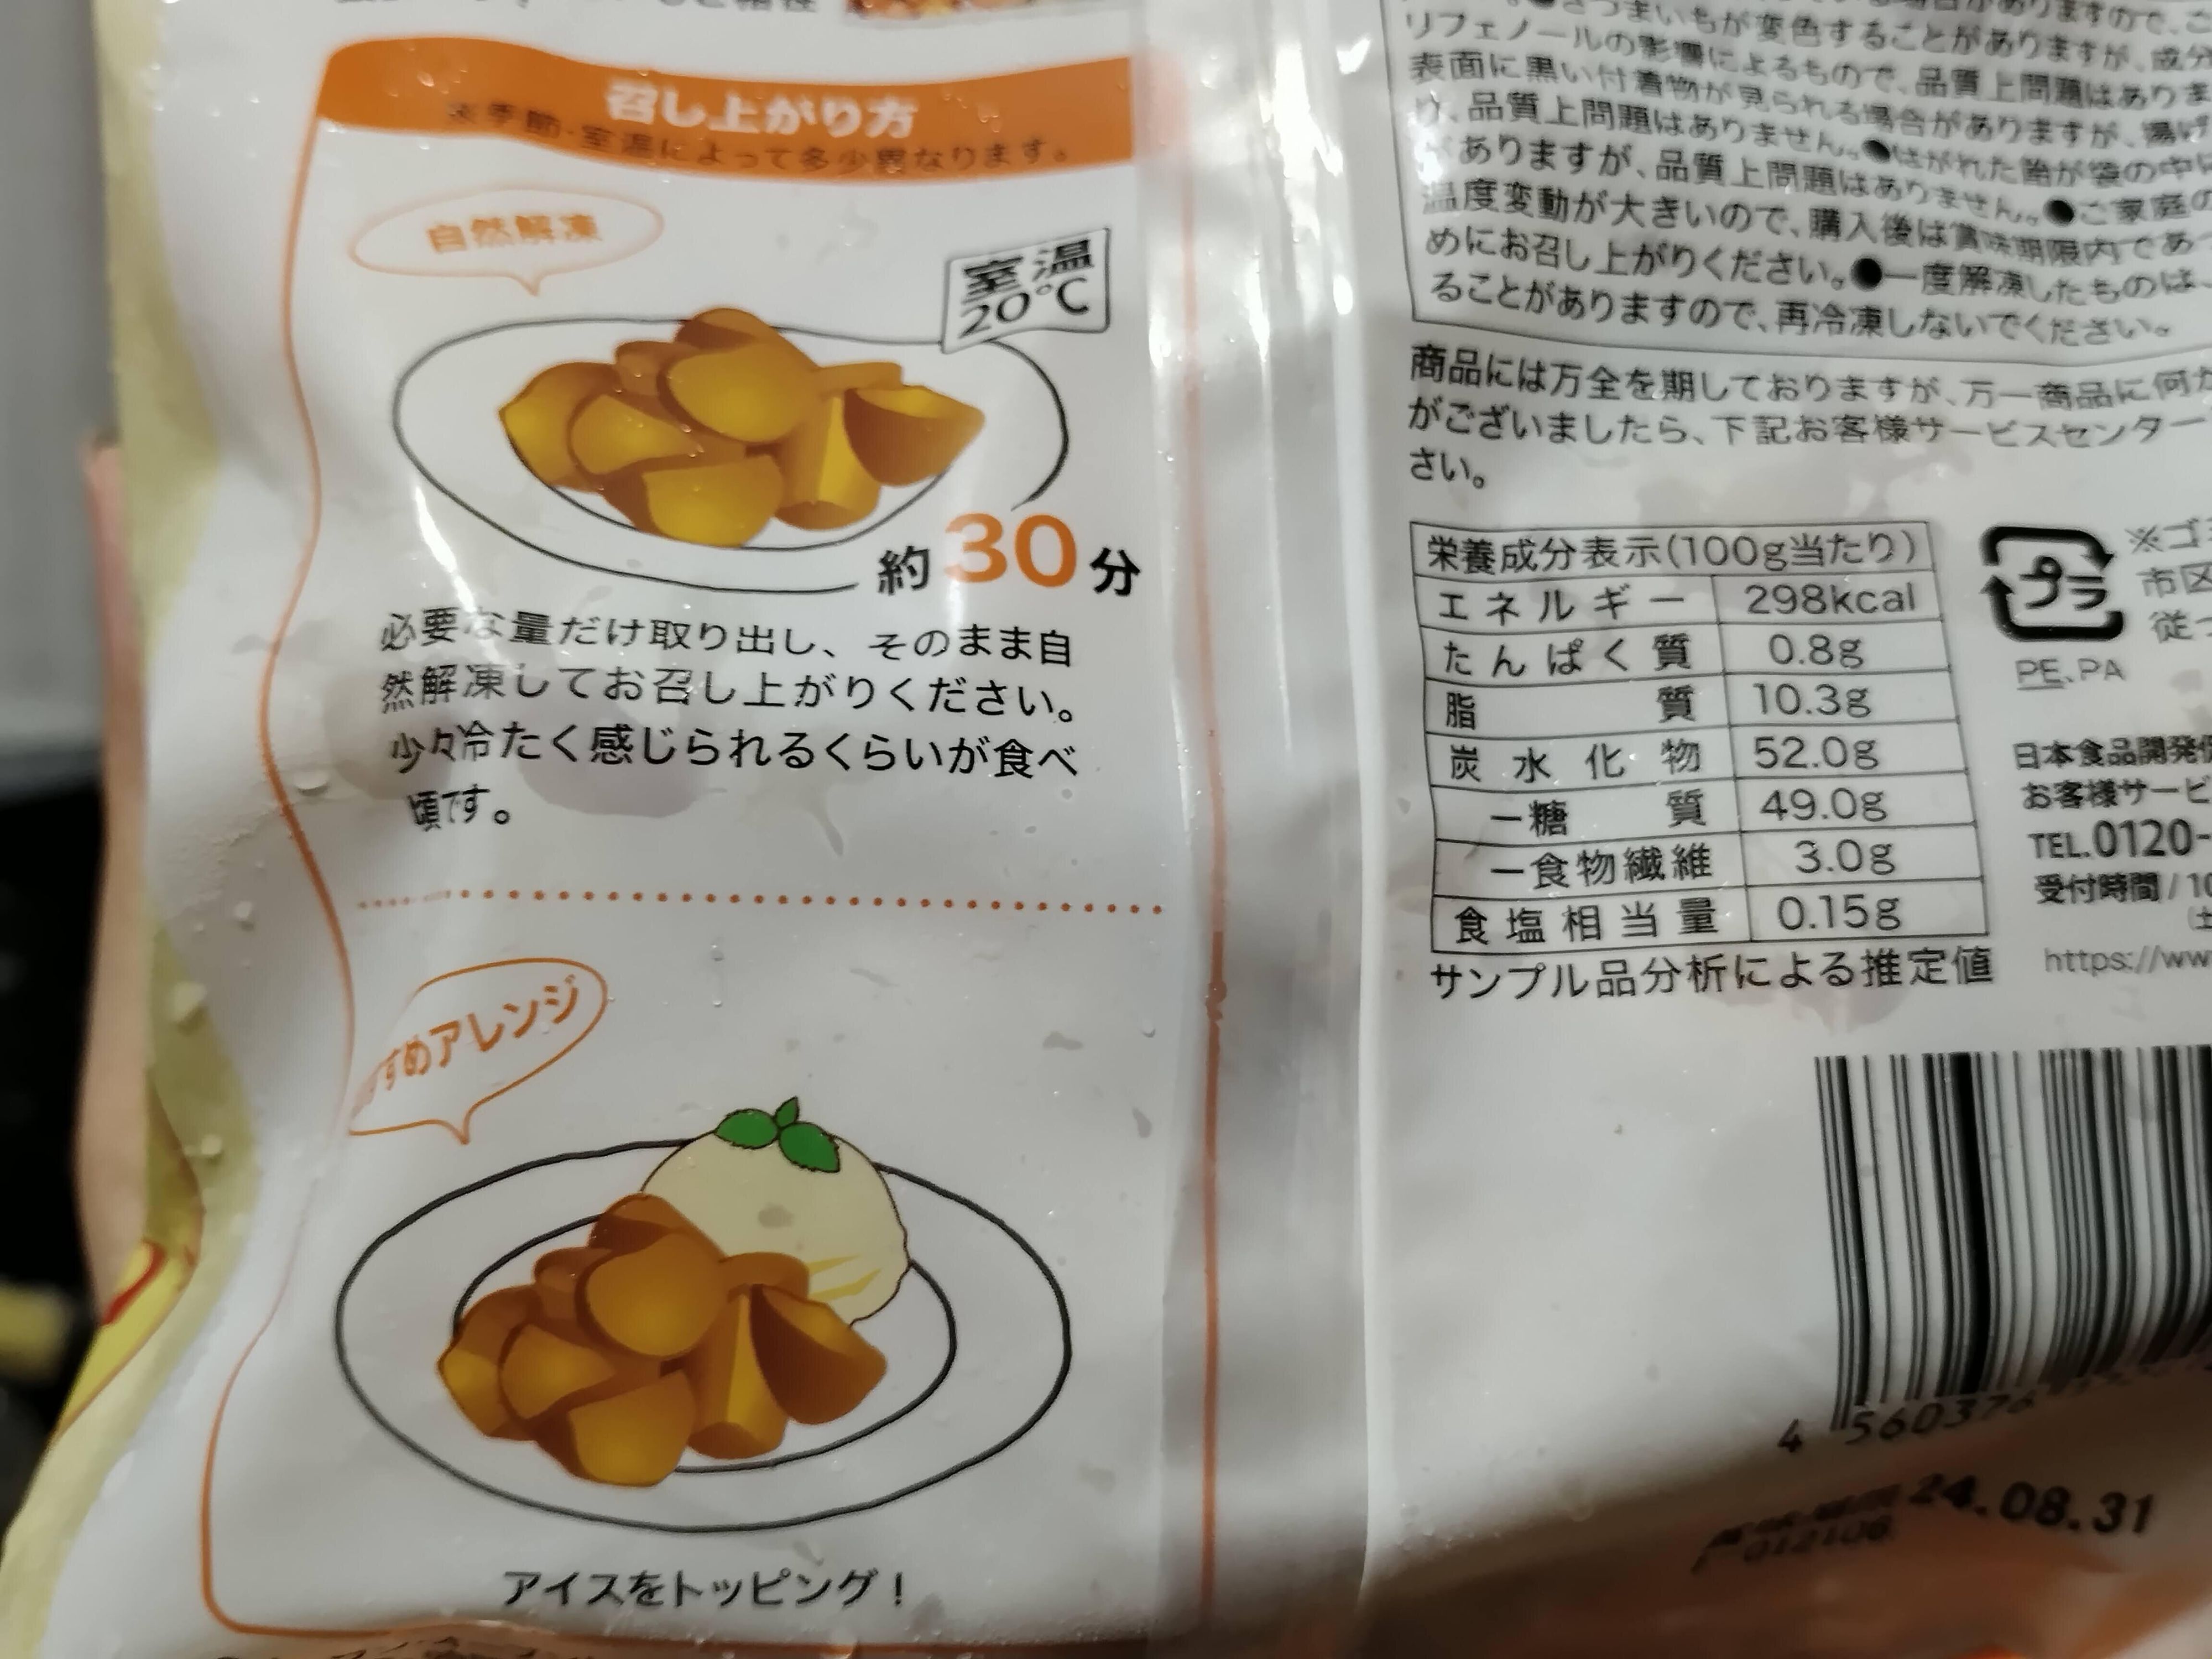 召し上がり方
※季節・室温によって多少異なります。
自然解凍
室温
20℃
約30分
必要な量だけ取り出し、そのまま自
然解凍してお召し上がりください。
少々冷たく感じられるくらいが食べ
頃です。
すめアレンジ
アイスをトッピング!
さつまいもが変色することがありますが、成分
リフェノールの影響によるもので、品質上問題はありま
表面に黒い付着物が見られる場合がありますが、揚げ
品質上問題はありません。●はがれた飴が袋の中に
がありますが、品質上問題はありません。●ご家庭の
温度変動が大きいので、購入後は賞味期限内であっ
めにお召し上がりください。●一度解凍したものは、
ることがありますので、再冷凍しないでください。
商品には万全を期しておりますが、万一商品に何か
がございましたら、下記お客様サービスセンター
さい。
栄養成分表示(100g当たり)
エネルギー 298kcal
たんぱく質 0.8g
脂質 10.3g
炭水化物 52.0g
ー糖質 49.0g
ー食物繊維 3.0g
食塩相当量 0.15g
サンプル品分析による推定値
プラ
PE、PA
※ゴミ
市区
従っ
日本食品開発
お客様サービ
TEL.0120-
受付時間/10
https://ww
4 560376
24.08.31